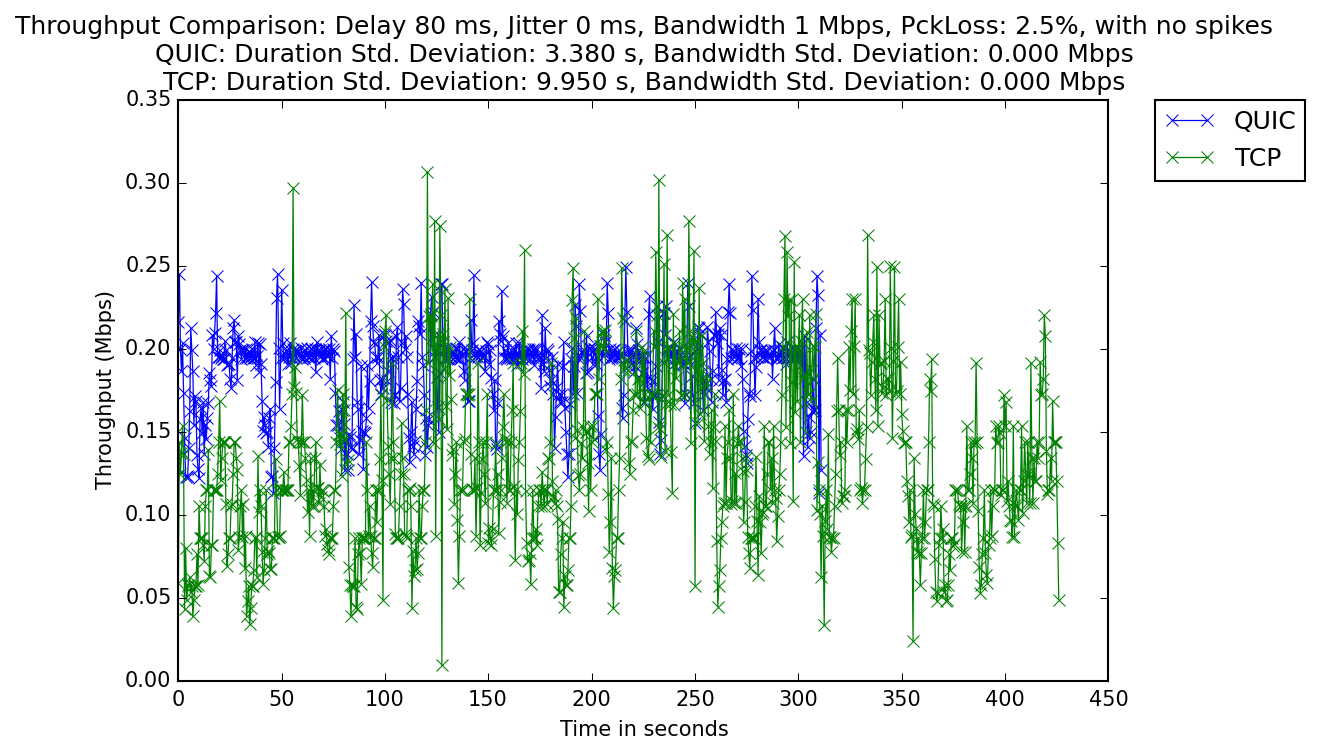 Throughput Comparison: Delay 80 ms, Jitter 0 ms, Bandwidth 1 Mbps, PckLoss: 2.5%, with no spikes
QUIC: Duration Std. Deviation: 3.380 s, Bandwidth Std. Deviation: 0.000 Mbps
TCP: Duration Std. Deviation: 9.950 s, Bandwidth Std. Deviation: 0.000 Mbps
QUIC
TCP
Throughput (Mbps)
0.35
0.30
0.25
0.20
0.15
0.10
0.05
0.00
0 50 100 150 200 250 300 350 400 450
Time in seconds